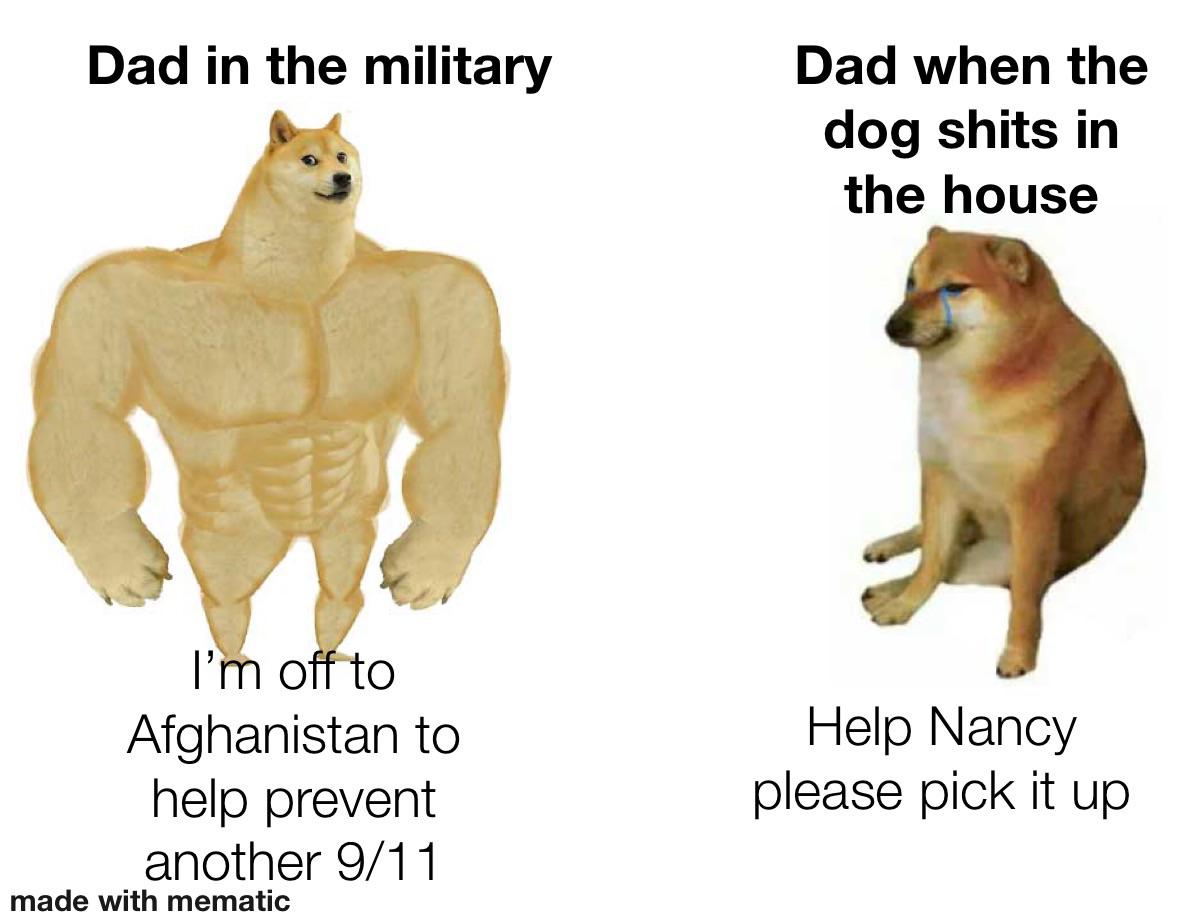 Dad in the military
I’m off to
Afghanistan to
help prevent
another 9/11
Dad when the
dog shits in
the house
Help Nancy
please pick it up
made with mematic